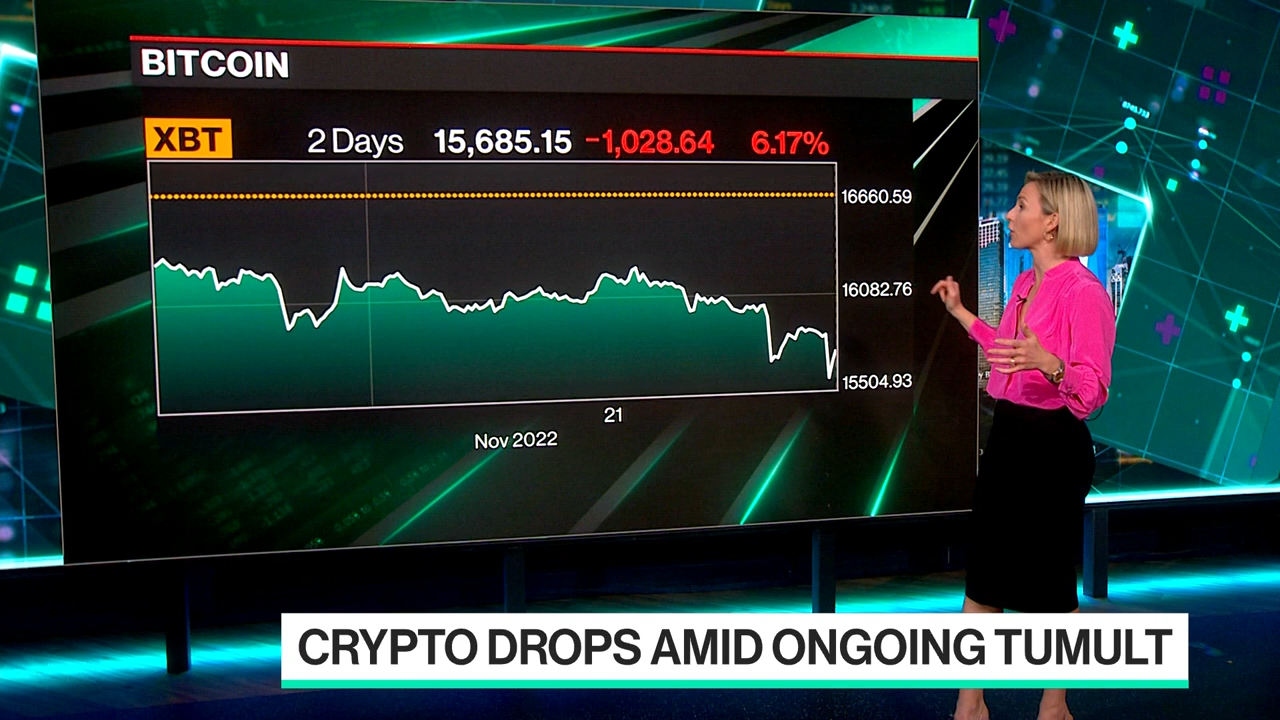 BITCOIN
XBT 2 Days 15,685.15 -1,028.64 6.17%
16660.59
16082.76
15504.93
21
Nov 2022
CRYPTO DROPS AMID ONGOING TUMULT